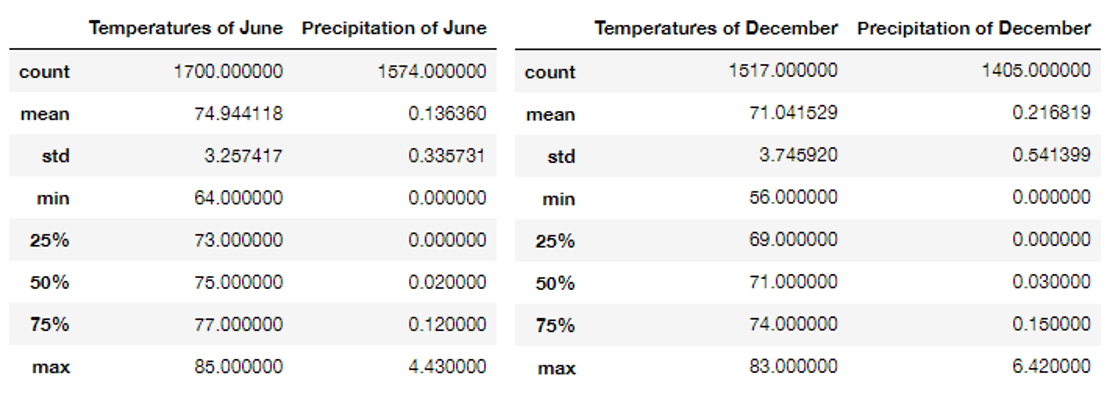 Temperatures of June Precipitation of June
count 1700.000000 1574.000000
mean 74.944118 0.136360
std 3.257417 0.335731
min 64.000000 0.000000
25% 73.000000 0.000000
50% 75.000000 0.020000
75% 77.000000 0.120000
max 85.000000 4.430000
Temperatures of December Precipitation of December
count 1517.000000 1405.000000
mean 71.041529 0.216819
std 3.745920 0.541399
min 56.000000 0.000000
25% 69.000000 0.000000
50% 71.000000 0.030000
75% 74.000000 0.150000
max 83.000000 6.420000